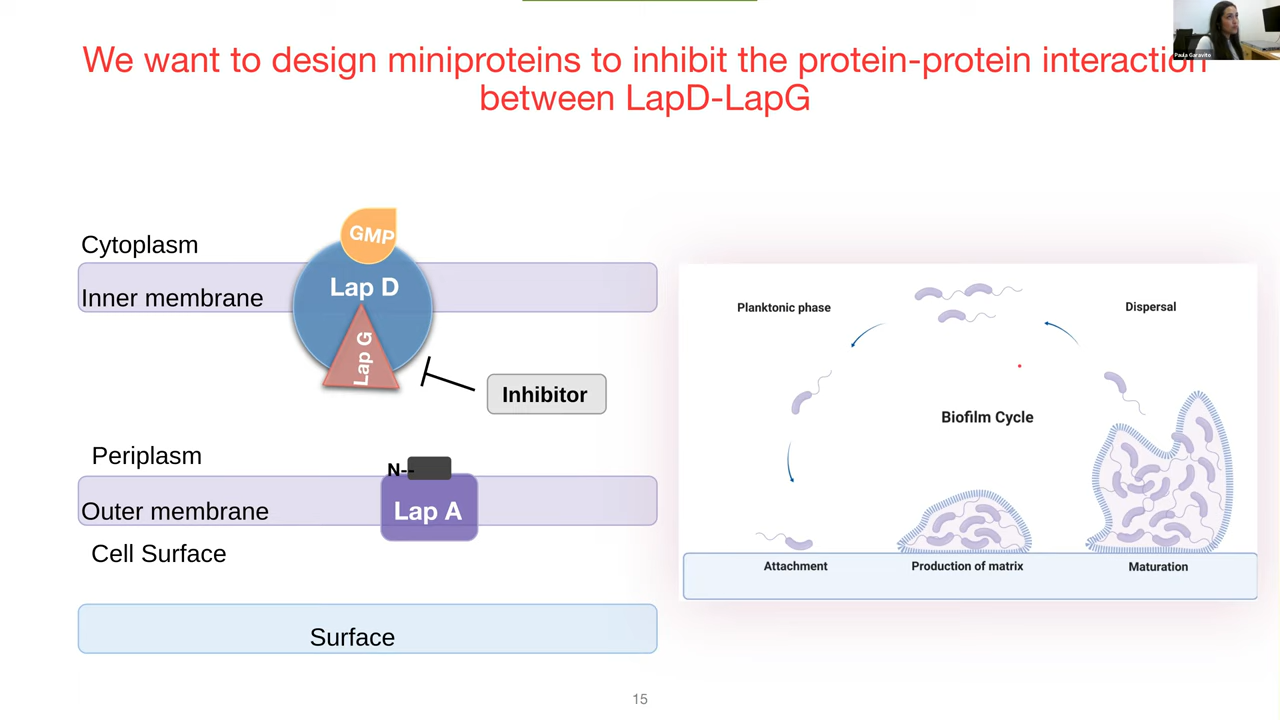 We want to design miniproteins to inhibit the protein-protein interaction
between LapD-LapG
Paula Garavito
Cytoplasm
GMP
Inner membrane
Lap D
Lap G
Inhibitor
Periplasm
N--
Outer membrane
Lap A
Cell Surface
Surface
Planktonic phase
Dispersal
Biofilm Cycle
Attachment
Production of matrix
Maturation
15